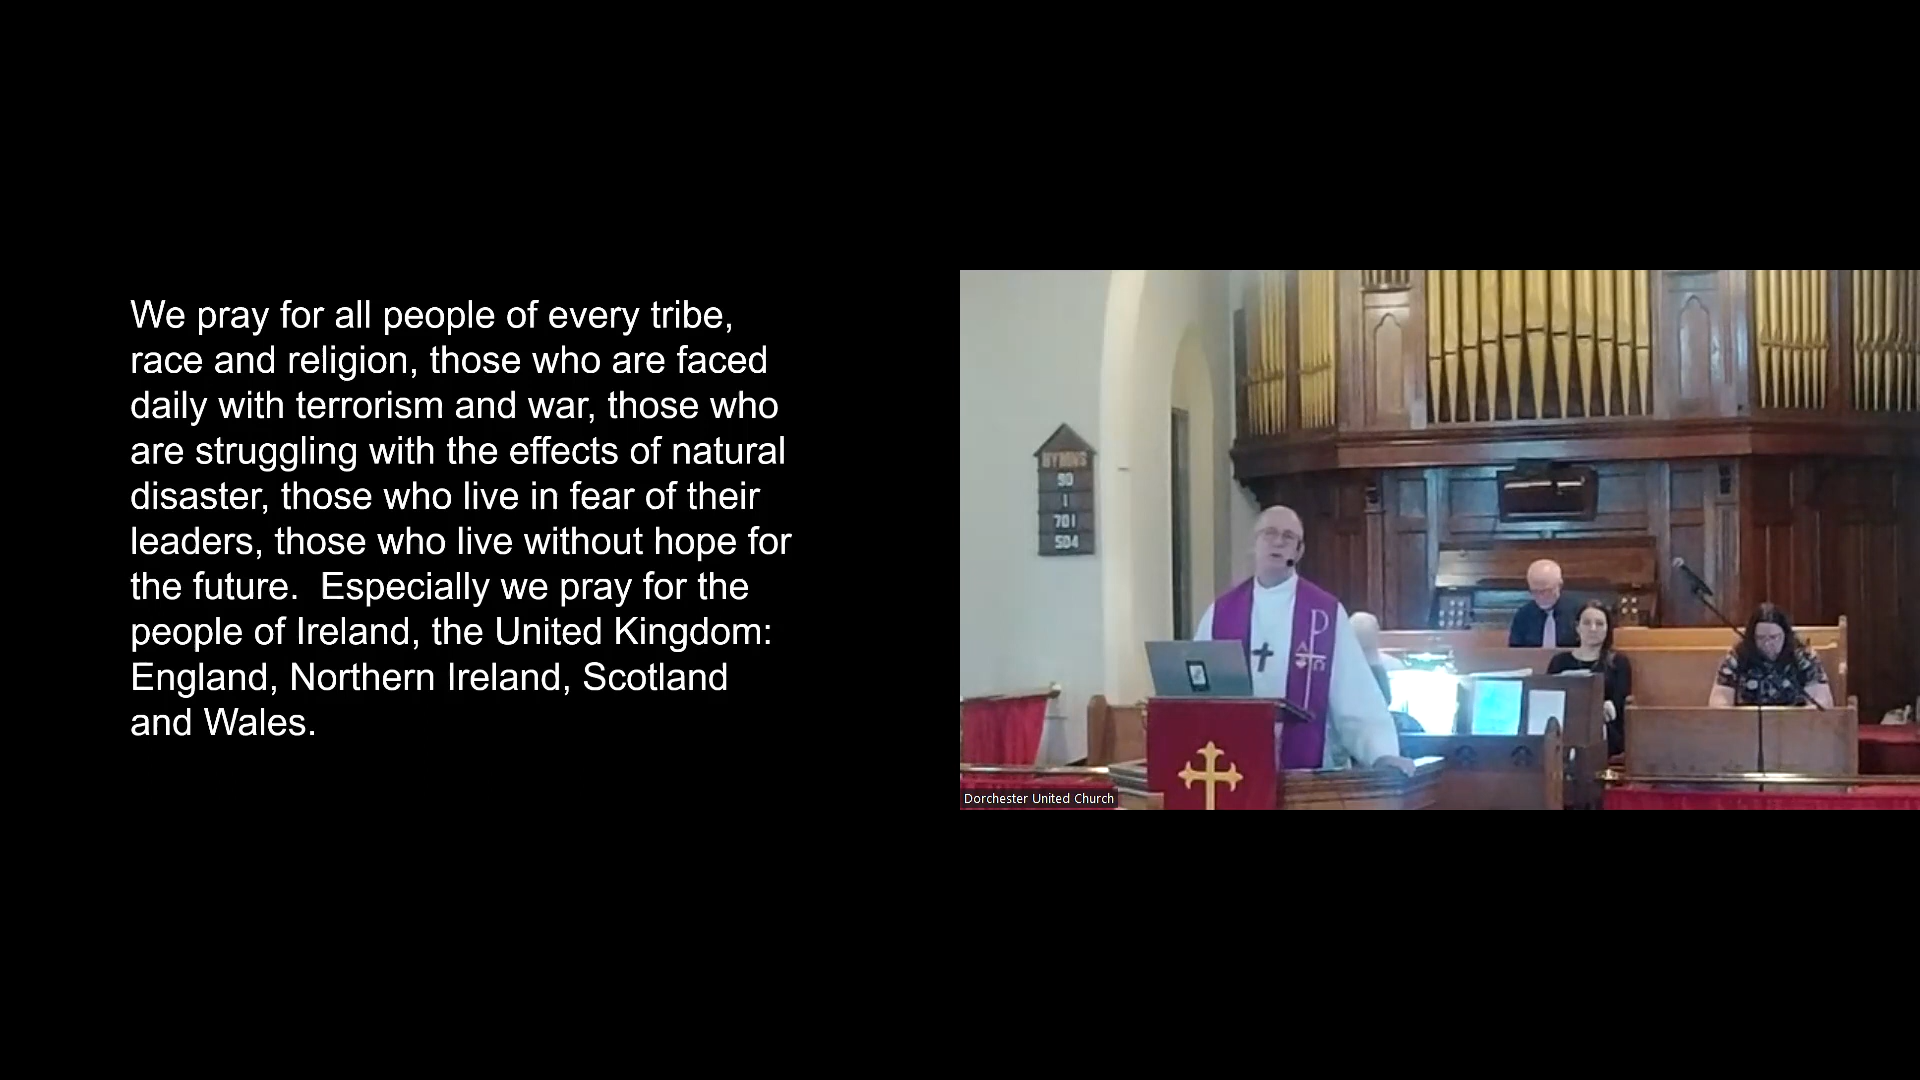 We pray for all people of every tribe,
race and religion, those who are faced
daily with terrorism and war, those who
are struggling with the effects of natural
disaster, those who live in fear of their
leaders, those who live without hope for
the future.  Especially we pray for the
people of Ireland, the United Kingdom:
England, Northern Ireland, Scotland
and Wales.
HYMNS
90
1
701
504
Dorchester United Church